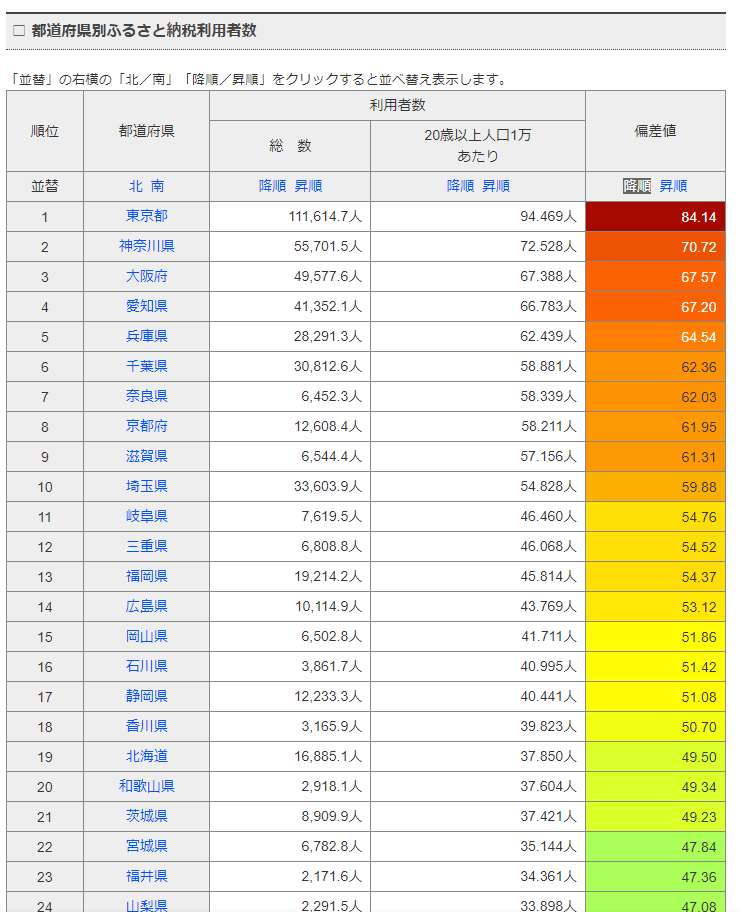 □ 都道府県別ふるさと納税利用者数
「並替」の右横の「北／南」「降順／昇順」をクリックすると並べ替え表示します。
順位 都道府県 利用者数 偏差値
総　数 20歳以上人口1万
あたり
並替 北 南 降順 昇順 降順 昇順 降順 昇順
1 東京都 111,614.7人 94.469人 84.14
2 神奈川県 55,701.5人 72.528人 70.72
3 大阪府 49,577.6人 67.388人 67.57
4 愛知県 41,352.1人 66.783人 67.20
5 兵庫県 28,291.3人 62.439人 64.54
6 千葉県 30,812.6人 58.881人 62.36
7 奈良県 6,452.3人 58.339人 62.03
8 京都府 12,608.4人 58.211人 61.95
9 滋賀県 6,544.4人 57.156人 61.31
10 埼玉県 33,603.9人 54.828人 59.88
11 岐阜県 7,619.5人 46.460人 54.76
12 三重県 6,808.8人 46.068人 54.52
13 福岡県 19,214.2人 45.814人 54.37
14 広島県 10,114.9人 43.769人 53.12
15 岡山県 6,502.8人 41.711人 51.86
16 石川県 3,861.7人 40.995人 51.42
17 静岡県 12,233.3人 40.441人 51.08
18 香川県 3,165.9人 39.823人 50.70
19 北海道 16,885.1人 37.850人 49.50
20 和歌山県 2,918.1人 37.604人 49.34
21 茨城県 8,909.9人 37.421人 49.23
22 宮城県 6,782.8人 35.144人 47.84
23 福井県 2,171.6人 34.361人 47.36
24 山梨県 2,291.5人 33.898人 47.08